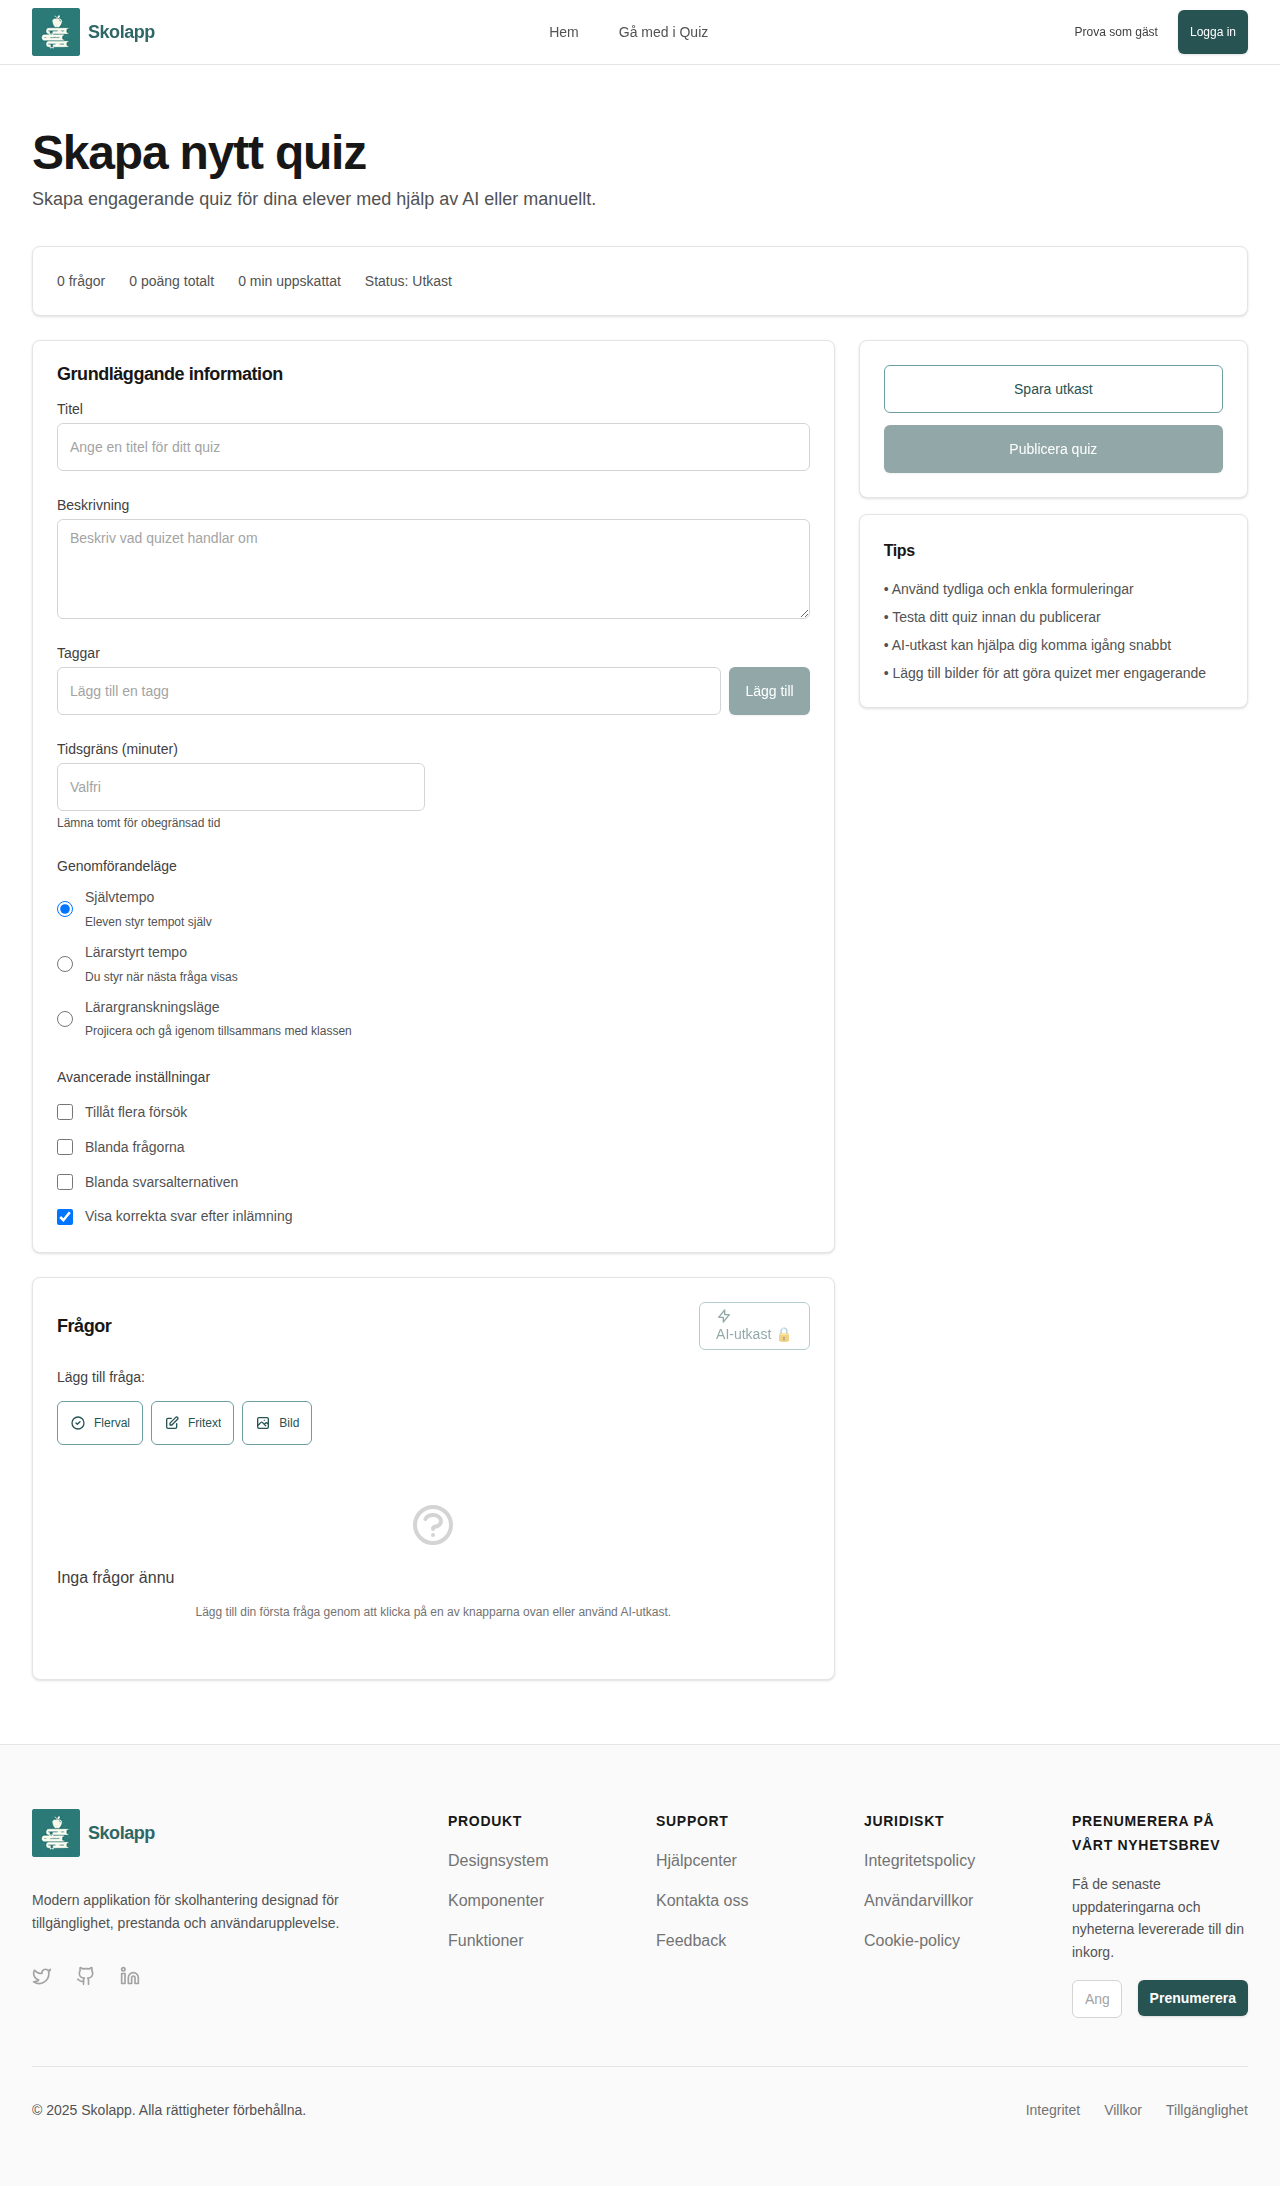 Skolapp
Hem
Gå med i Quiz
Prova som gäst
Logga in
Skapa nytt quiz
Skapa engagerande quiz för dina elever med hjälp av AI eller manuellt.
0 frågor
0 poäng totalt
0 min uppskattat
Status: Utkast
Grundläggande information
Titel
Ange en titel för ditt quiz
Beskrivning
Beskriv vad quizet handlar om
Taggar
Lägg till en tagg
Lägg till
Tidsgräns (minuter)
Valfri
Lämna tomt för obegränsad tid
Genomförandeläge
Självtempo
Eleven styr tempot själv
Lärarstyrt tempo
Du styr när nästa fråga visas
Lärargranskningsläge
Projicera och gå igenom tillsammans med klassen
Avancerade inställningar
Tillåt flera försök
Blanda frågorna
Blanda svarsalternativen
Visa korrekta svar efter inlämning
Spara utkast
Publicera quiz
Tips
• Använd tydliga och enkla formuleringar
• Testa ditt quiz innan du publicerar
• AI-utkast kan hjälpa dig komma igång snabbt
• Lägg till bilder för att göra quizet mer engagerande
Frågor
AI-utkast 🔒
Lägg till fråga:
Flerval
Fritext
Bild
Inga frågor ännu
Lägg till din första fråga genom att klicka på en av knapparna ovan eller använd AI-utkast.
Skolapp
Modern applikation för skolhantering designad för
tillgänglighet, prestanda och användarupplevelse.
PRODUKT
Designsystem
Komponenter
Funktioner
SUPPORT
Hjälpcenter
Kontakta oss
Feedback
JURIDISKT
Integritetspolicy
Användarvillkor
Cookie-policy
PRENUMERERA PÅ
VÅRT NYHETSBREV
Få de senaste
uppdateringarna och
nyheterna levererade till din
inkorg.
Ang
Prenumerera
© 2025 Skolapp. Alla rättigheter förbehållna.
Integritet
Villkor
Tillgänglighet